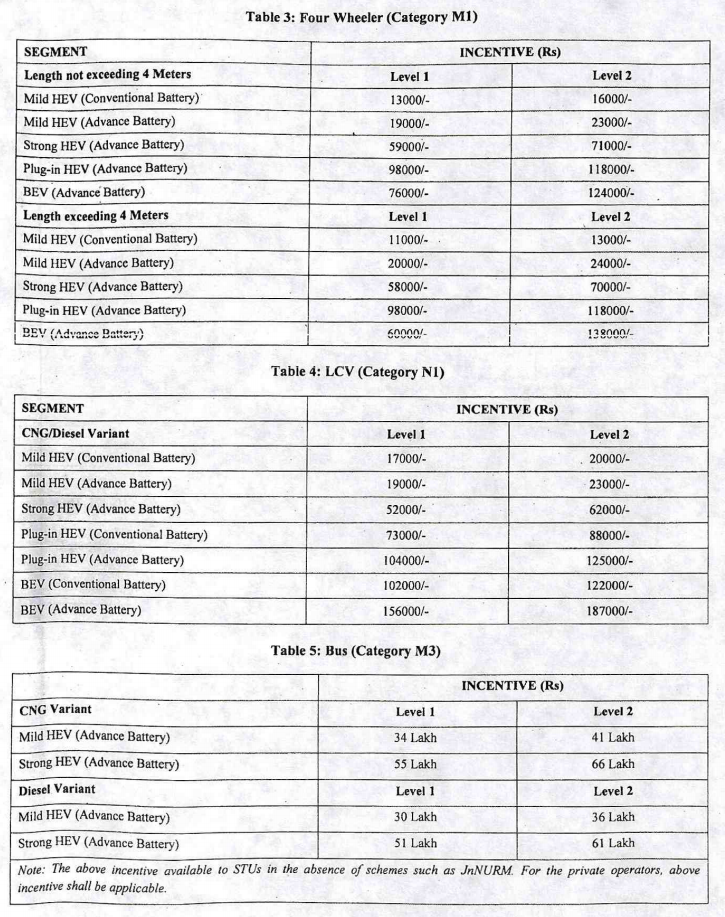 Table 3: Four Wheeler (Category M1)
SEGMENT INCENTIVE (Rs)
Length not exceeding 4 Meters Level 1 Level 2
Mild HEV (Conventional Battery) 13000/- 16000/-
Mild HEV (Advance Battery) 19000/- 23000/-
Strong HEV (Advance Battery) 59000/- 71000/-
Plug-in HEV (Advance Battery) 98000/- 118000/-
BEV (Advance Battery) 76000/- 124000/-
Length exceeding 4 Meters Level 1 Level 2
Mild HEV (Conventional Battery) 11000/- 13000/-
Mild HEV (Advance Battery) 20000/- 24000/-
Strong HEV (Advance Battery) 58000/- 70000/-
Plug-in HEV (Advance Battery) 98000/- 118000/-
BEV (Advance Battery) 60000/- 138000/-
Table 4: LCV (Category N1)
SEGMENT INCENTIVE (Rs)
CNG/Diesel Variant Level 1 Level 2
Mild HEV (Conventional Battery) 17000/- 20000/-
Mild HEV (Advance Battery) 19000/- 23000/-
Strong HEV (Advance Battery) 52000/- 62000/-
Plug-in HEV (Conventional Battery) 73000/- 88000/-
Plug-in HEV (Advance Battery) 104000/- 125000/-
BEV (Conventional Battery) 102000/- 122000/-
BEV (Advance Battery) 156000/- 187000/-
Table 5: Bus (Category M3)
INCENTIVE (Rs)
CNG Variant Level 1 Level 2
Mild HEV (Advance Battery) 34 Lakh 41 Lakh
Strong HEV (Advance Battery) 55 Lakh 66 Lakh
Diesel Variant Level 1 Level 2
Mild HEV (Advance Battery) 30 Lakh 36 Lakh
Strong HEV (Advance Battery) 51 Lakh 61 Lakh
Note: The above incentive available to STUs in the absence of schemes such as JnNURM. For the private operators, above
incentive shall be applicable.